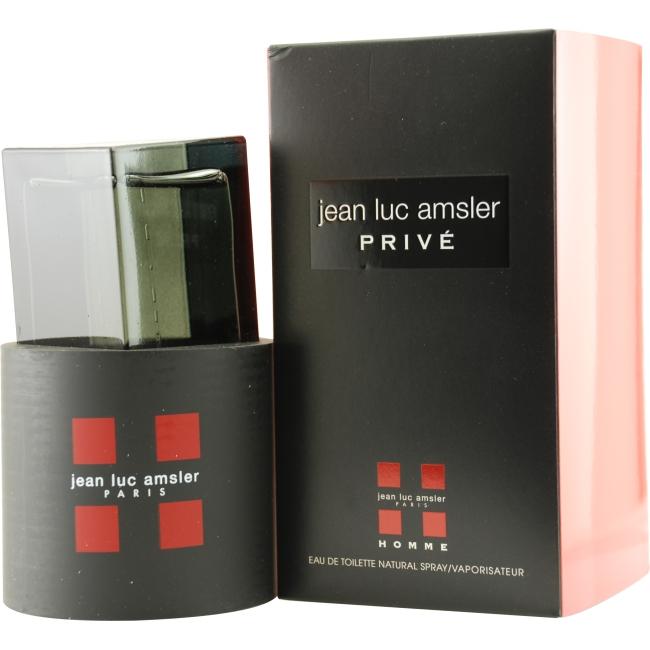 jean luc amsler
PARIS
jean luc amsler
PRIVÉ
jean luc amsler
PARIS
HOMME
EAU DE TOILETTE NATURAL SPRAY/VAPORISATEUR